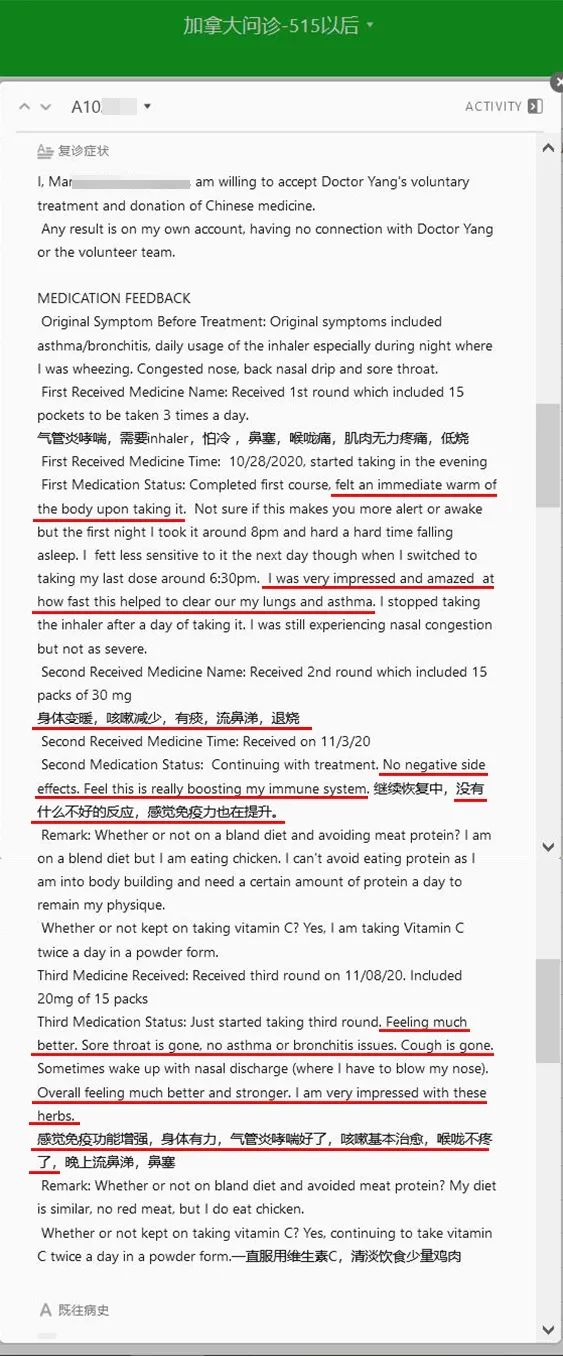 加拿大问诊-515以后
A10
ACTIVITY
复诊症状
I, Mar am willing to accept Doctor Yang's voluntary
treatment and donation of Chinese medicine.
Any result is on my own account, having no connection with Doctor Yang
or the volunteer team.
MEDICATION FEEDBACK
Original Symptom Before Treatment: Original symptoms included
asthma/bronchitis, daily usage of the inhaler especially during night where
I was wheezing. Congested nose, back nasal drip and sore throat.
First Received Medicine Name: Received 1st round which included 15
pockets to be taken 3 times a day.
气管炎哮喘，需要inhaler，怕冷 ，鼻塞，喉咙痛，肌肉无力疼痛，低烧
First Received Medicine Time:  10/28/2020, started taking in the evening
First Medication Status: Completed first course, felt an immediate warm of
the body upon taking it.  Not sure if this makes you more alert or awake
but the first night I took it around 8pm and hard a hard time falling
asleep. I  fett less sensitive to it the next day though when I switched to
taking my last dose around 6:30pm.  I was very impressed and amazed  at
how fast this helped to clear our my lungs and asthma. I stopped taking
the inhaler after a day of taking it. I was still experiencing nasal congestion
but not as severe.
Second Received Medicine Name: Received 2nd round which included 15
packs of 30 mg
身体变暖，咳嗽减少，有痰，流鼻涕，退烧
Second Received Medicine Time: Received on 11/3/20
Second Medication Status:  Continuing with treatment. No negative side
effects. Feel this is really boosting my immune system. 继续恢复中，没有
什么不好的反应，感觉免疫力也在提升。
Remark: Whether or not on a bland diet and avoiding meat protein? I am
on a blend diet but I am eating chicken. I can't avoid eating protein as I
am into body building and need a certain amount of protein a day to
remain my physique.
Whether or not kept on taking vitamin C? Yes, I am taking Vitamin C
twice a day in a powder form.
Third Medicine Received: Received third round on 11/08/20. Included
20mg of 15 packs
Third Medication Status: Just started taking third round. Feeling much
better. Sore throat is gone, no asthma or bronchitis issues. Cough is gone.
Sometimes wake up with nasal discharge (where I have to blow my nose).
Overall feeling much better and stronger. I am very impressed with these
herbs.
感觉免疫功能增强，身体有力，气管炎哮喘好了，咳嗽基本治愈，喉咙不疼
了，晚上流鼻涕，鼻塞
Remark: Whether or not on bland diet and avoided meat protein? My diet
is similar, no red meat, but I do eat chicken.
Whether or not kept on taking vitamin C? Yes, continuing to take vitamin
C twice a day in a powder form.一直服用维生素C，清淡饮食少量鸡肉
既往病史